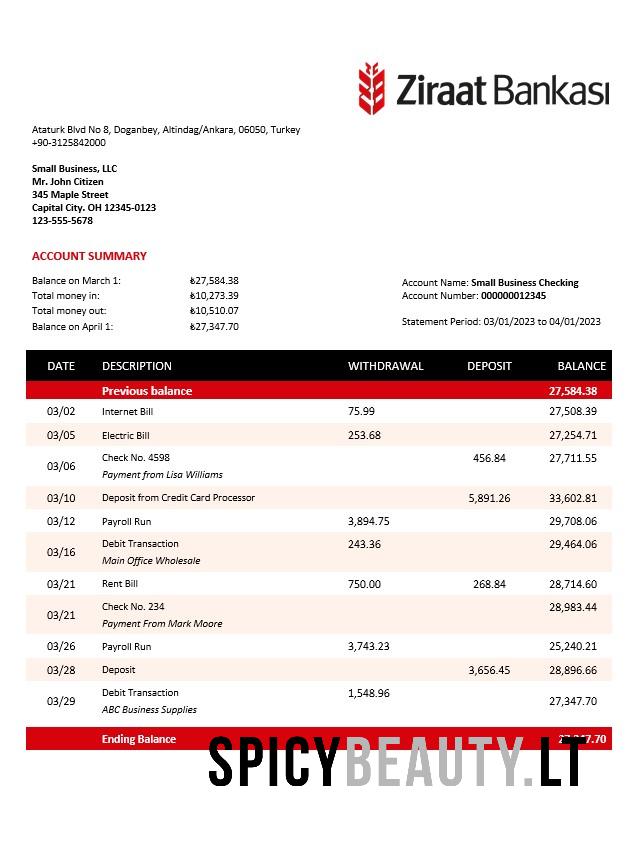 Ziraat Bankası
Ataturk Blvd No 8, Doganbey, Altindag/Ankara, 06050, Turkey
+90-3125842000
Small Business, LLC
Mr. John Citizen
345 Maple Street
Capital City. OH 12345-0123
123-555-5678
ACCOUNT SUMMARY
Balance on March 1: ₺27,584.38
Total money in: ₺10,273.39
Total money out: ₺10,510.07
Balance on April 1: ₺27,347.70
Account Name: Small Business Checking
Account Number: 000000012345
Statement Period: 03/01/2023 to 04/01/2023
DATE DESCRIPTION WITHDRAWAL DEPOSIT BALANCE
Previous balance 27,584.38
03/02 Internet Bill 75.99 27,508.39
03/05 Electric Bill 253.68 27,254.71
03/06 Check No. 4598 456.84 27,711.55
Payment from Lisa Williams
03/10 Deposit from Credit Card Processor 5,891.26 33,602.81
03/12 Payroll Run 3,894.75 29,708.06
03/16 Debit Transaction 243.36 29,464.06
Main Office Wholesale
03/21 Rent Bill 750.00 268.84 28,714.60
03/21 Check No. 234 28,983.44
Payment From Mark Moore
03/26 Payroll Run 3,743.23 25,240.21
03/28 Deposit 3,656.45 28,896.66
03/29 Debit Transaction 1,548.96 27,347.70
ABC Business Supplies
Ending Balance
SPICYBEAUTY.LT